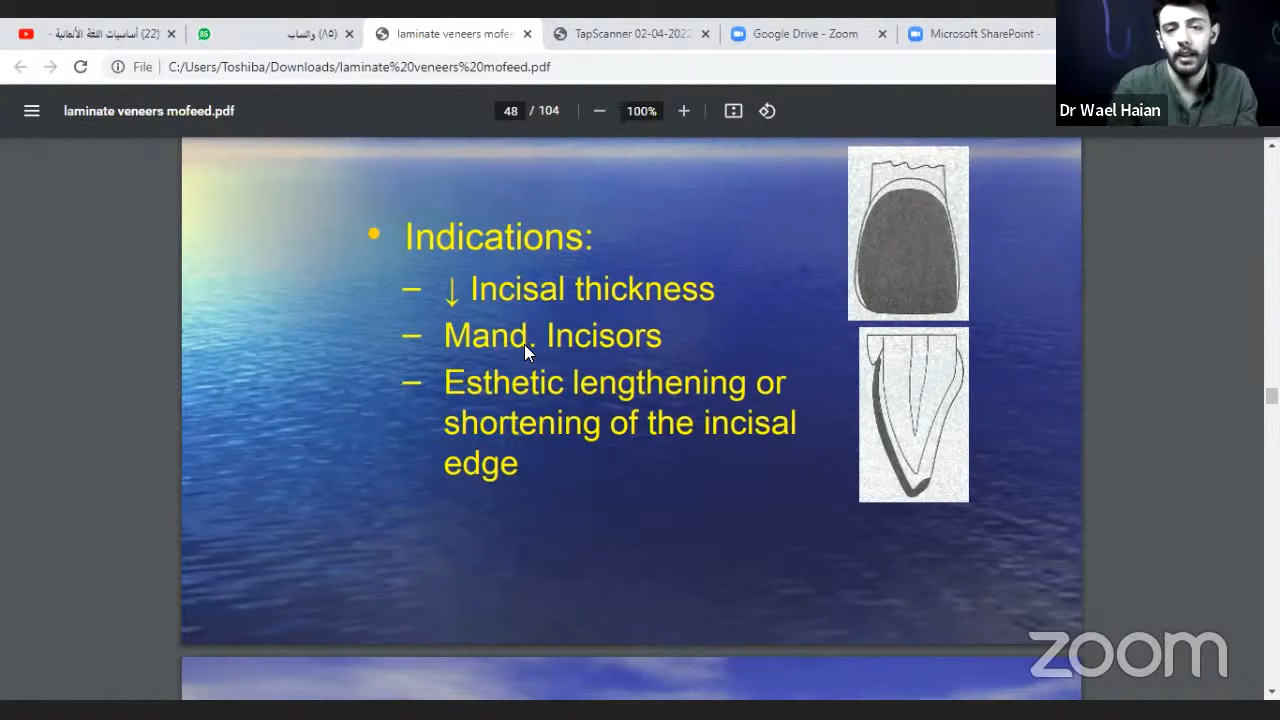 (22) أساسيات اللغة الألمانية -
(٨٥) واتساب
laminate veneers mofe
TapScanner 02-04-2022
Google Drive - Zoom
Microsoft SharePoint -
File
C:/Users/Toshiba/Downloads/laminate%20veneers%20mofeed.pdf
Dr Wael Haian
laminate veneers mofeed.pdf
48 / 104
100%
• Indications:
– ↓ Incisal thickness
– Mand. Incisors
– Esthetic lengthening or
shortening of the incisal
edge
zoom